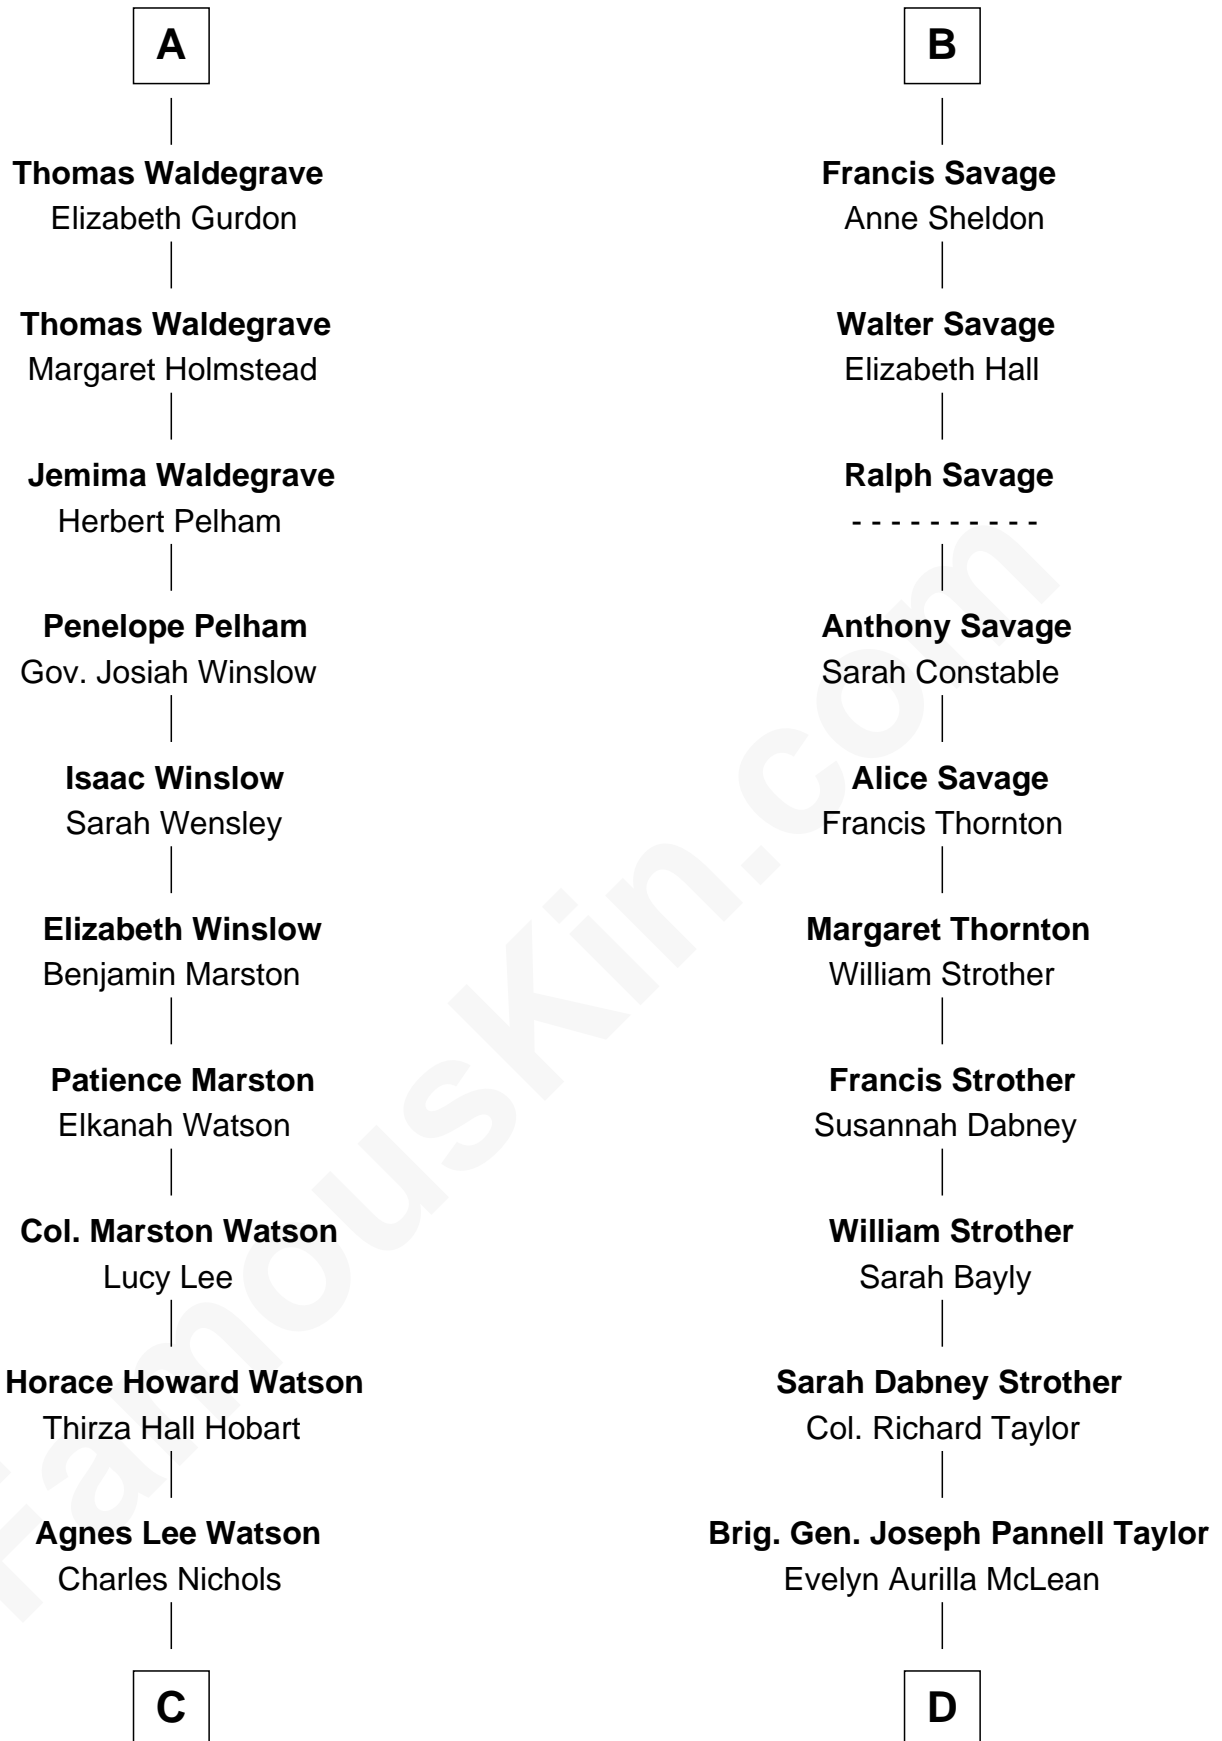 A
Thomas Waldegrave
Elizabeth Gurdon
Thomas Waldegrave
Margaret Holmstead
Jemima Waldegrave
Herbert Pelham
Penelope Pelham
Gov. Josiah Winslow
Isaac Winslow
Sarah Wensley
Elizabeth Winslow
Benjamin Marston
Patience Marston
Elkanah Watson
Col. Marston Watson
Lucy Lee
Horace Howard Watson
Thirza Hall Hobart
Agnes Lee Watson
Charles Nichols
C
B
Francis Savage
Anne Sheldon
Walter Savage
Elizabeth Hall
Ralph Savage
- - - - - - - - - -
Anthony Savage
Sarah Constable
Alice Savage
Francis Thornton
Margaret Thornton
William Strother
Francis Strother
Susannah Dabney
William Strother
Sarah Bayly
Sarah Dabney Strother
Col. Richard Taylor
Brig. Gen. Joseph Pannell Taylor
Evelyn Aurilla McLean
D
FamousKin.com